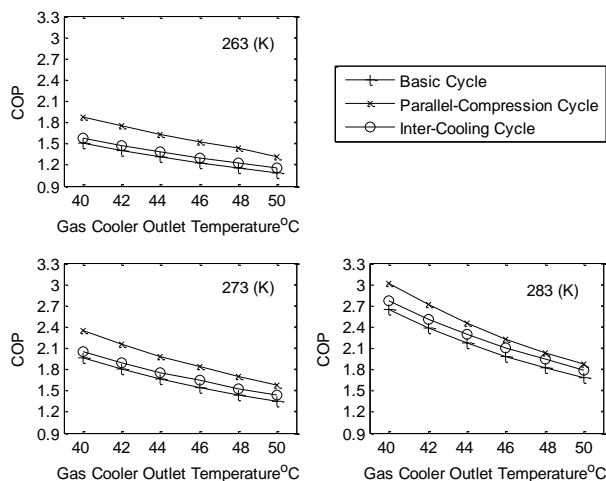 3.3
3
2.7
2.4
2.1
1.8
1.5
1.2
0.9
COP
263 (K)
40 42 44 46 48 50
Gas Cooler Outlet Temperature°C
Basic Cycle
Parallel-Compression Cycle
Inter-Cooling Cycle
3.3
3
2.7
2.4
2.1
1.8
1.5
1.2
0.9
COP
273 (K)
40 42 44 46 48 50
Gas Cooler Outlet Temperature°C
3.3
3
2.7
2.4
2.1
1.8
1.5
1.2
0.9
COP
283 (K)
40 42 44 46 48 50
Gas Cooler Outlet Temperature°C